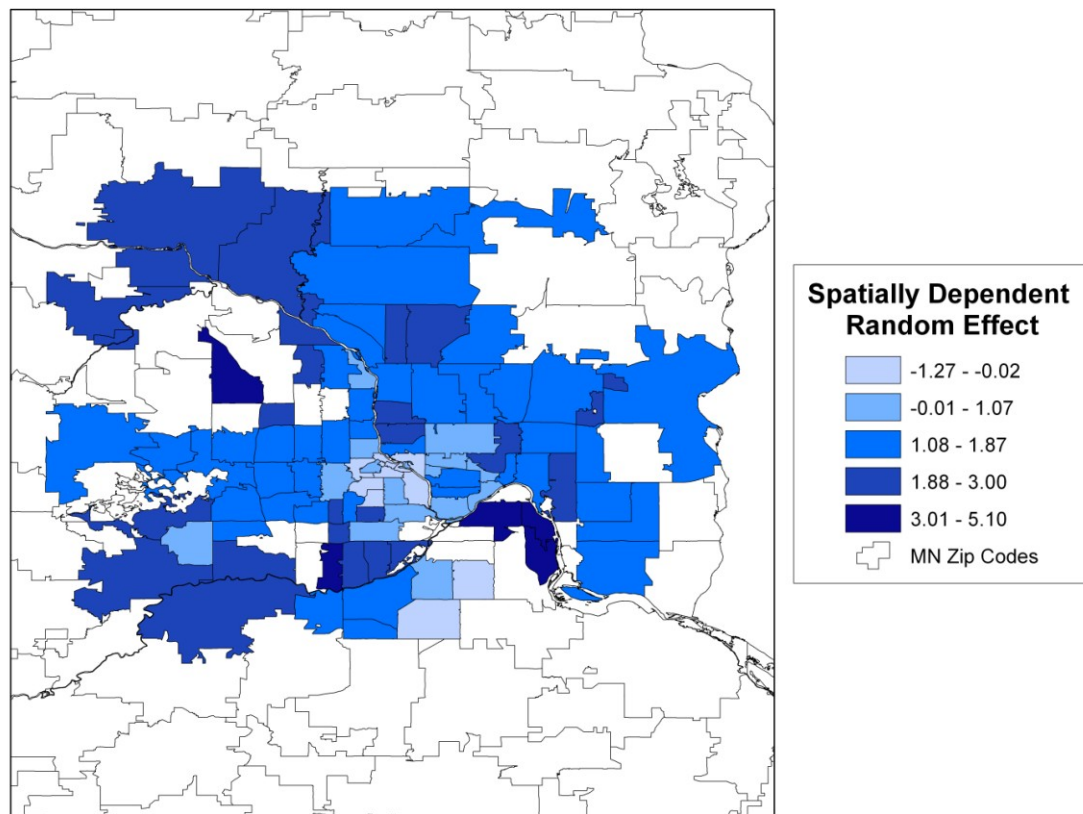 Spatially Dependent
Random Effect
-1.27 - -0.02
-0.01 - 1.07
1.08 - 1.87
1.88 - 3.00
3.01 - 5.10
MN Zip Codes